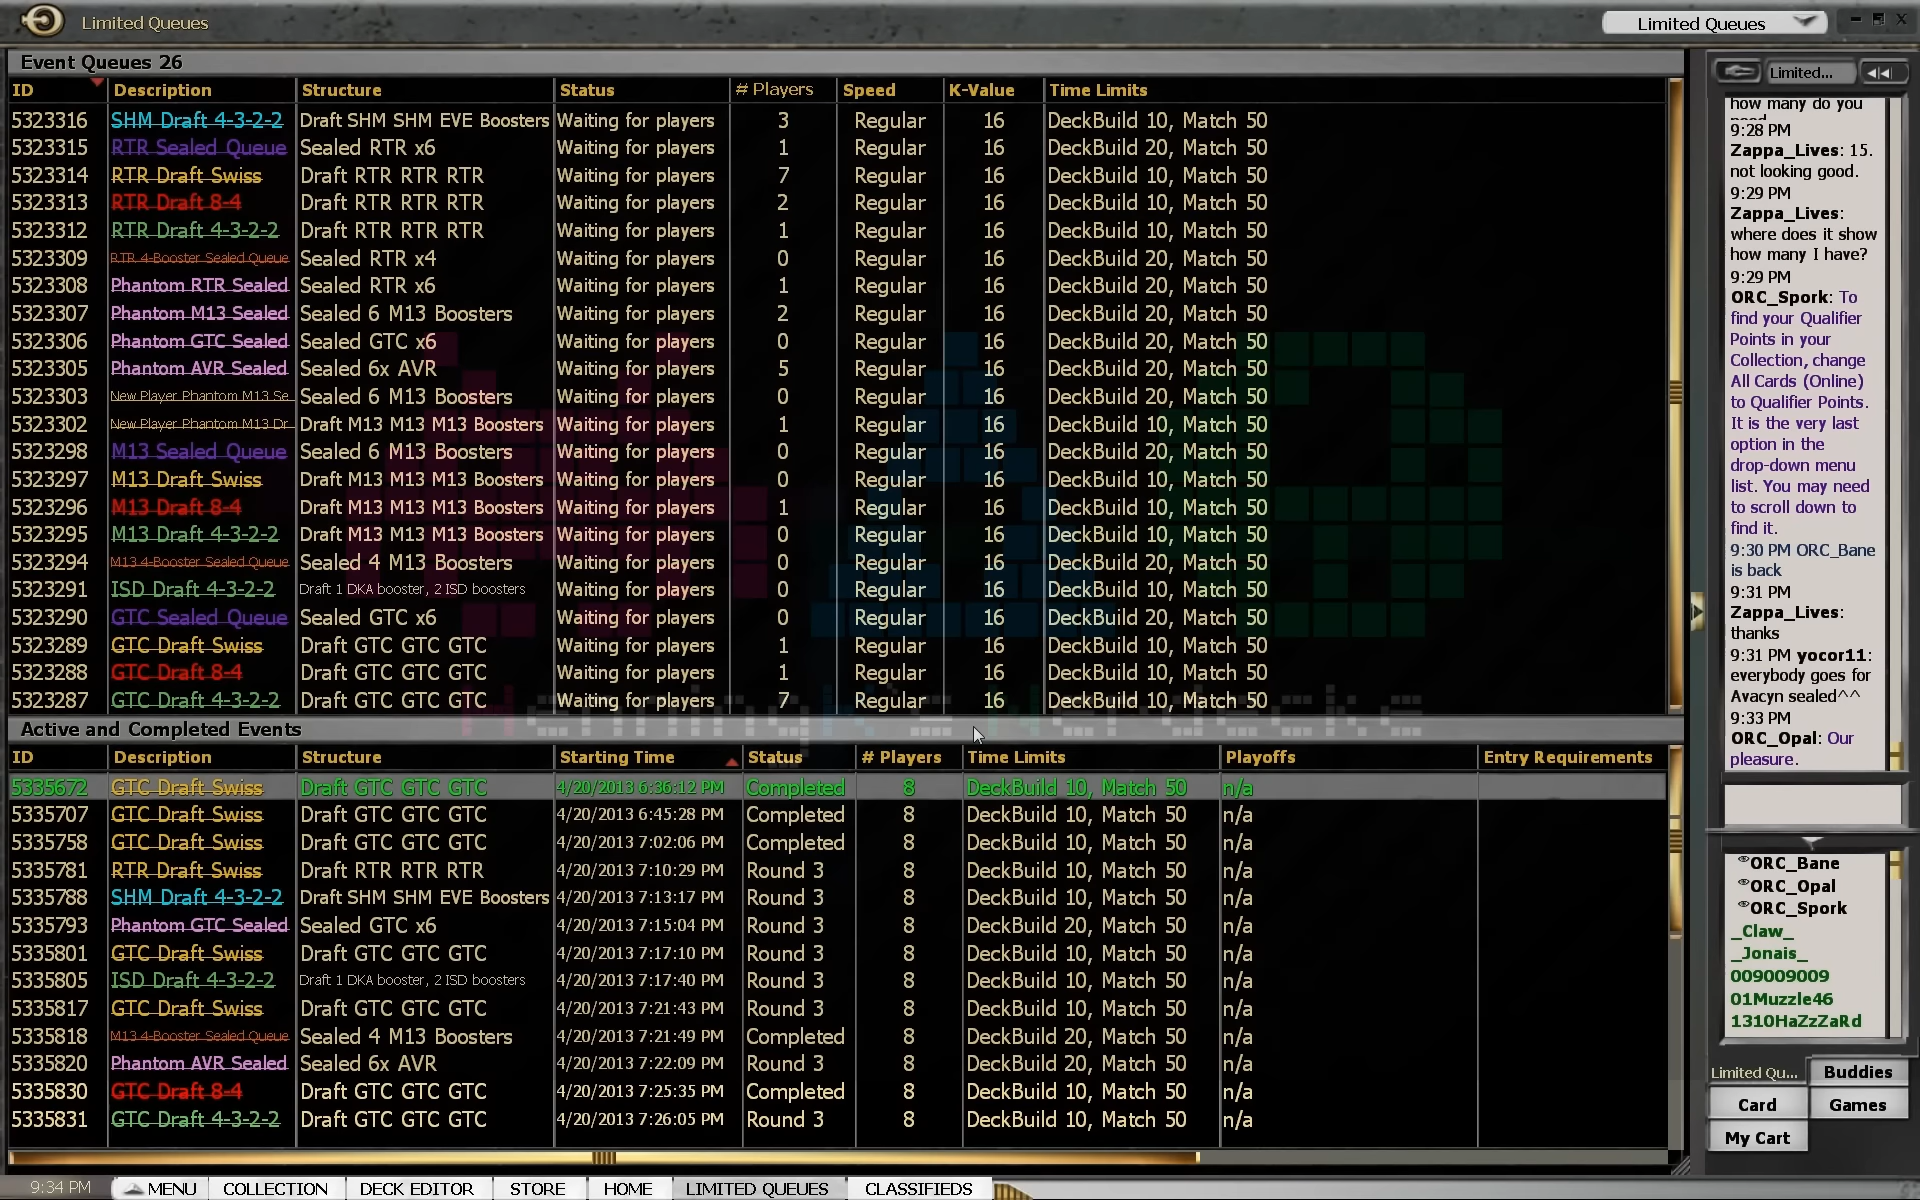 Limited Queues
Limited Queues
Event Queues 26
ID Description Structure Status # Players Speed K-Value Time Limits
5323316 SHM Draft 4-3-2-2 Draft SHM SHM EVE Boosters Waiting for players 3 Regular 16 DeckBuild 10, Match 50
5323315 RTR Sealed Queue Sealed RTR x6 Waiting for players 1 Regular 16 DeckBuild 20, Match 50
5323314 RTR Draft Swiss Draft RTR RTR RTR Waiting for players 7 Regular 16 DeckBuild 10, Match 50
5323313 RTR Draft 8-4 Draft RTR RTR RTR Waiting for players 2 Regular 16 DeckBuild 10, Match 50
5323312 RTR Draft 4-3-2-2 Draft RTR RTR RTR Waiting for players 1 Regular 16 DeckBuild 10, Match 50
5323309 RTR 4-Booster Sealed Queue Sealed RTR x4 Waiting for players 0 Regular 16 DeckBuild 20, Match 50
5323308 Phantom RTR Sealed Sealed RTR x6 Waiting for players 1 Regular 16 DeckBuild 20, Match 50
5323307 Phantom M13 Sealed Sealed 6 M13 Boosters Waiting for players 2 Regular 16 DeckBuild 20, Match 50
5323306 Phantom GTC Sealed Sealed GTC x6 Waiting for players 0 Regular 16 DeckBuild 20, Match 50
5323305 Phantom AVR Sealed Sealed 6x AVR Waiting for players 5 Regular 16 DeckBuild 20, Match 50
5323303 New Player Phantom M13 Se Sealed 6 M13 Boosters Waiting for players 0 Regular 16 DeckBuild 20, Match 50
5323302 New Player Phantom M13 Dr Draft M13 M13 M13 Boosters Waiting for players 1 Regular 16 DeckBuild 10, Match 50
5323298 M13 Sealed Queue Sealed 6 M13 Boosters Waiting for players 0 Regular 16 DeckBuild 20, Match 50
5323297 M13 Draft Swiss Draft M13 M13 M13 Boosters Waiting for players 0 Regular 16 DeckBuild 10, Match 50
5323296 M13 Draft 8-4 Draft M13 M13 M13 Boosters Waiting for players 1 Regular 16 DeckBuild 10, Match 50
5323295 M13 Draft 4-3-2-2 Draft M13 M13 M13 Boosters Waiting for players 0 Regular 16 DeckBuild 10, Match 50
5323294 M13 4-Booster Sealed Queue Sealed 4 M13 Boosters Waiting for players 0 Regular 16 DeckBuild 20, Match 50
5323291 ISD Draft 4-3-2-2 Draft 1 DKA booster, 2 ISD boosters Waiting for players 0 Regular 16 DeckBuild 10, Match 50
5323290 GTC Sealed Queue Sealed GTC x6 Waiting for players 0 Regular 16 DeckBuild 20, Match 50
5323289 GTC Draft Swiss Draft GTC GTC GTC Waiting for players 1 Regular 16 DeckBuild 10, Match 50
5323288 GTC Draft 8-4 Draft GTC GTC GTC Waiting for players 1 Regular 16 DeckBuild 10, Match 50
5323287 GTC Draft 4-3-2-2 Draft GTC GTC GTC Waiting for players 7 Regular 16 DeckBuild 10, Match 50
Active and Completed Events
ID Description Structure Starting Time Status # Players Time Limits Playoffs Entry Requirements
5335672 GTC Draft Swiss Draft GTC GTC GTC 4/20/2013 6:36:12 PM Completed 8 DeckBuild 10, Match 50 n/a
5335707 GTC Draft Swiss Draft GTC GTC GTC 4/20/2013 6:45:28 PM Completed 8 DeckBuild 10, Match 50 n/a
5335758 GTC Draft Swiss Draft GTC GTC GTC 4/20/2013 7:02:06 PM Completed 8 DeckBuild 10, Match 50 n/a
5335781 RTR Draft Swiss Draft RTR RTR RTR 4/20/2013 7:10:29 PM Round 3 8 DeckBuild 10, Match 50 n/a
5335788 SHM Draft 4-3-2-2 Draft SHM SHM EVE Boosters 4/20/2013 7:13:17 PM Round 3 8 DeckBuild 10, Match 50 n/a
5335793 Phantom GTC Sealed Sealed GTC x6 4/20/2013 7:15:04 PM Round 3 8 DeckBuild 20, Match 50 n/a
5335801 GTC Draft Swiss Draft GTC GTC GTC 4/20/2013 7:17:10 PM Round 3 8 DeckBuild 10, Match 50 n/a
5335805 ISD Draft 4-3-2-2 Draft 1 DKA booster, 2 ISD boosters 4/20/2013 7:17:40 PM Round 3 8 DeckBuild 10, Match 50 n/a
5335817 GTC Draft Swiss Draft GTC GTC GTC 4/20/2013 7:21:43 PM Round 3 8 DeckBuild 10, Match 50 n/a
5335818 M13 4-Booster Sealed Queue Sealed 4 M13 Boosters 4/20/2013 7:21:49 PM Completed 8 DeckBuild 20, Match 50 n/a
5335820 Phantom AVR Sealed Sealed 6x AVR 4/20/2013 7:22:09 PM Round 3 8 DeckBuild 20, Match 50 n/a
5335830 GTC Draft 8-4 Draft GTC GTC GTC 4/20/2013 7:25:35 PM Completed 8 DeckBuild 10, Match 50 n/a
5335831 GTC Draft 4-3-2-2 Draft GTC GTC GTC 4/20/2013 7:26:05 PM Round 3 8 DeckBuild 10, Match 50 n/a
Limited...
how many do you
9:28 PM
Zappa_Lives: 15.
not looking good.
9:29 PM
Zappa_Lives:
where does it show
how many I have?
9:29 PM
ORC_Spork: To
find your Qualifier
Points in your
Collection, change
All Cards (Online)
to Qualifier Points.
It is the very last
option in the
drop-down menu
list. You may need
to scroll down to
find it.
9:30 PM ORC_Bane
is back
9:31 PM
Zappa_Lives:
thanks
9:31 PM yocor11:
everybody goes for
Avacyn sealed^^
9:33 PM
ORC_Opal: Our
pleasure.
ORC_Bane
ORC_Opal
ORC_Spork
_Claw_
_Jonais_
009009009
01Muzzle46
1310HaZzZaRd
Limited Qu... Buddies
Card Games
My Cart
9:34 PM MENU COLLECTION DECK EDITOR STORE HOME LIMITED QUEUES CLASSIFIEDS